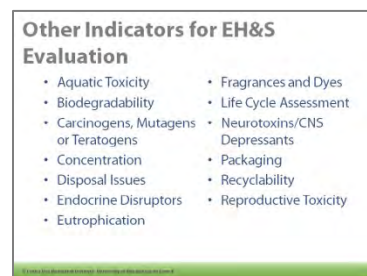 Other Indicators for EH&S
Evaluation
• Aquatic Toxicity
• Biodegradability
• Carcinogens, Mutagens
or Teratogens
• Concentration
• Disposal Issues
• Endocrine Disruptors
• Eutrophication
• Fragrances and Dyes
• Life Cycle Assessment
• Neurotoxins/CNS
Depressants
• Packaging
• Recyclability
• Reproductive Toxicity